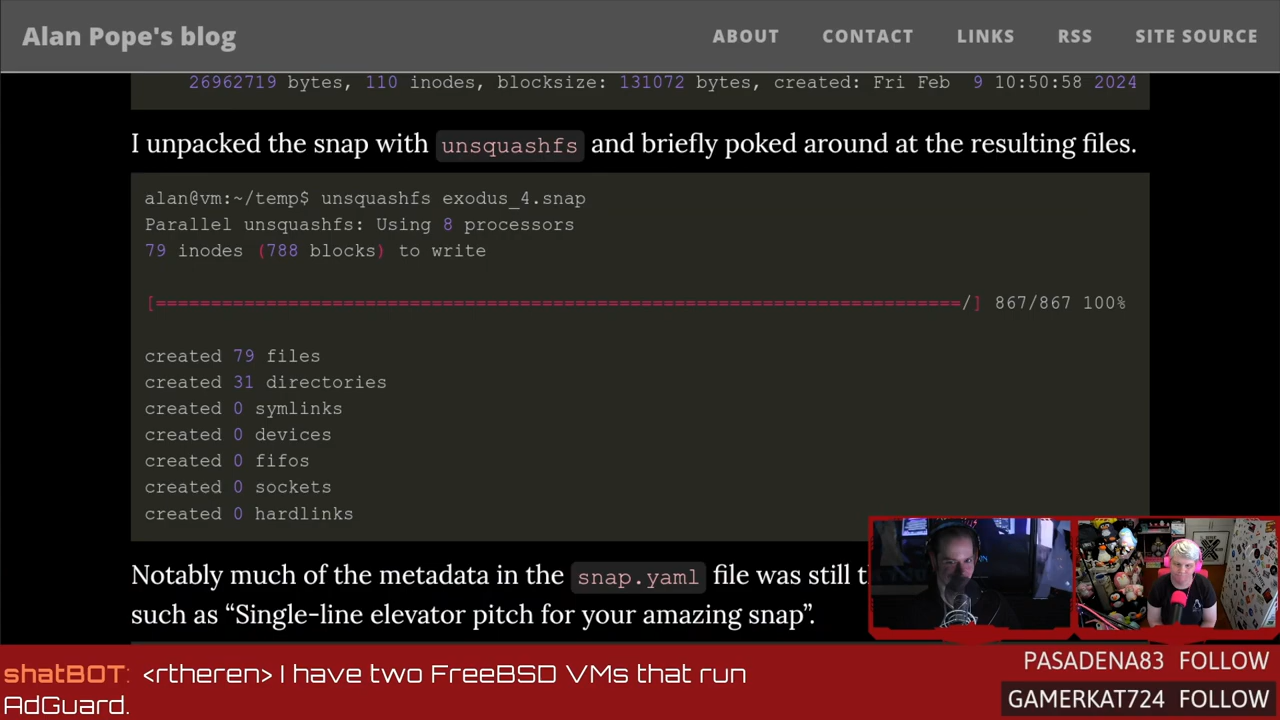 Alan Pope's blog
ABOUT CONTACT LINKS RSS SITE SOURCE
26962719 bytes, 110 inodes, blocksize: 131072 bytes, created: Fri Feb  9 10:50:58 2024
I unpacked the snap with unsquashfs and briefly poked around at the resulting files.
alan@vm:~/temp$ unsquashfs exodus_4.snap
Parallel unsquashfs: Using 8 processors
79 inodes (788 blocks) to write
[==========================================================================/] 867/867 100%
created 79 files
created 31 directories
created 0 symlinks
created 0 devices
created 0 fifos
created 0 sockets
created 0 hardlinks
Notably much of the metadata in the snap.yaml file was still t
such as “Single-line elevator pitch for your amazing snap”.
shatBOT: <rtheren> I have two FreeBSD VMs that run
AdGuard.
PASADENA83 FOLLOW
GAMERKAT724 FOLLOW